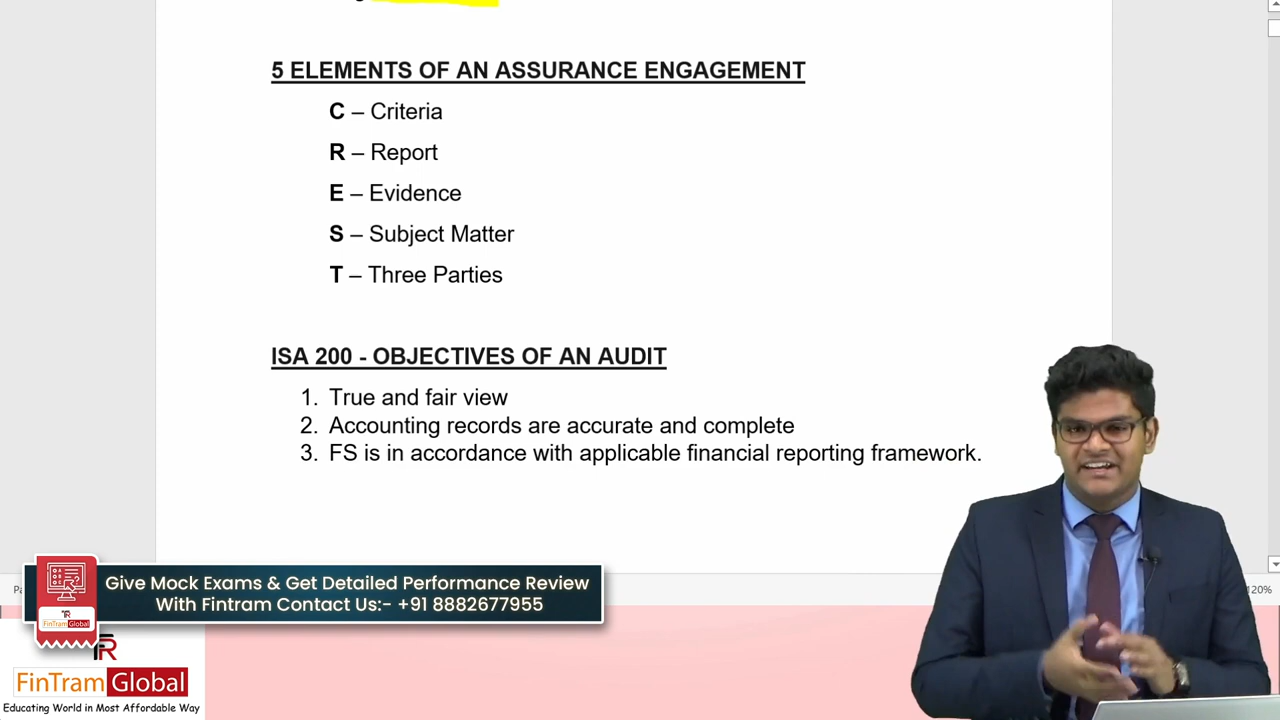 5 ELEMENTS OF AN ASSURANCE ENGAGEMENT
C – Criteria
R – Report
E – Evidence
S – Subject Matter
T – Three Parties
ISA 200 - OBJECTIVES OF AN AUDIT
1. True and fair view
2. Accounting records are accurate and complete
3. FS is in accordance with applicable financial reporting framework.
Give Mock Exams & Get Detailed Performance Review
With Fintram Contact Us:- +91 8882677955
FinTram Global
120%
FinTram Global
Educating World in Most Affordable Way